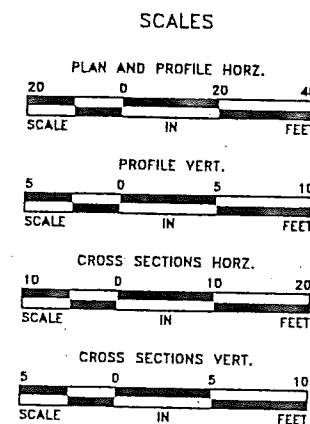 SCALES
PLAN AND PROFILE HORZ.
20 0 20
SCALE IN FEET
PROFILE VERT.
5 0 5 10
SCALE IN FEET
CROSS SECTIONS HORZ.
10 0 10 20
SCALE IN FEET
CROSS SECTIONS VERT.
5 0 5 10
SCALE IN FEET